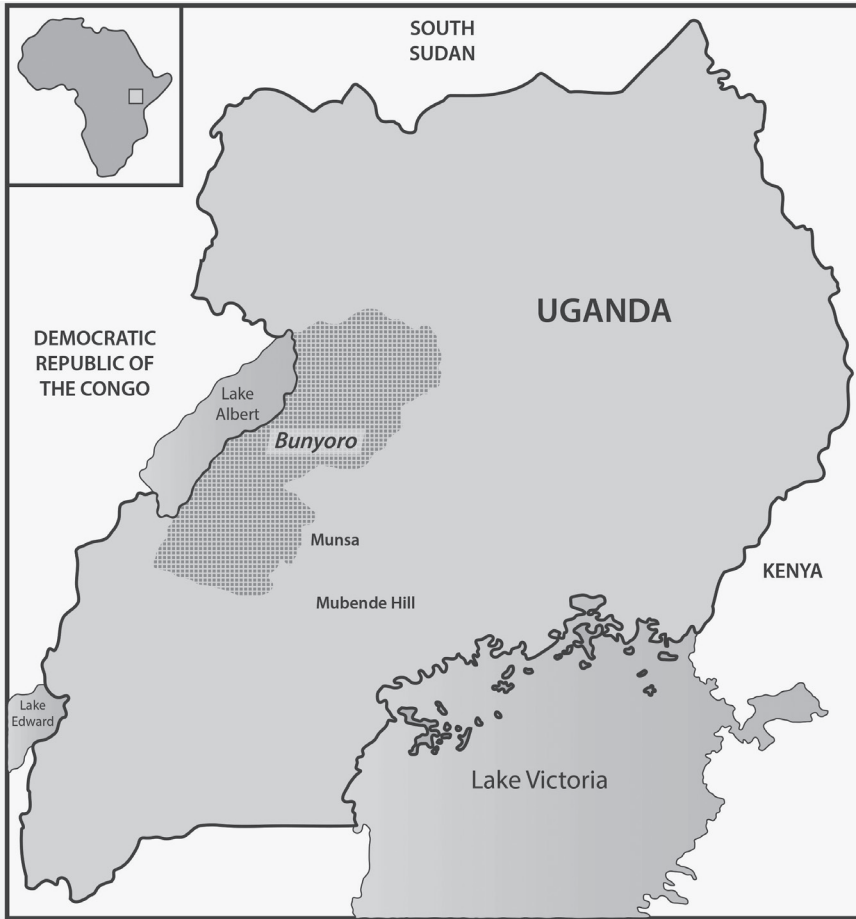 SOUTH
SUDAN
UGANDA
DEMOCRATIC
REPUBLIC OF
THE CONGO
Lake
Albert
Bunyoro
Munsa
KENYA
Mubende Hill
Lake
Edward
Lake Victoria